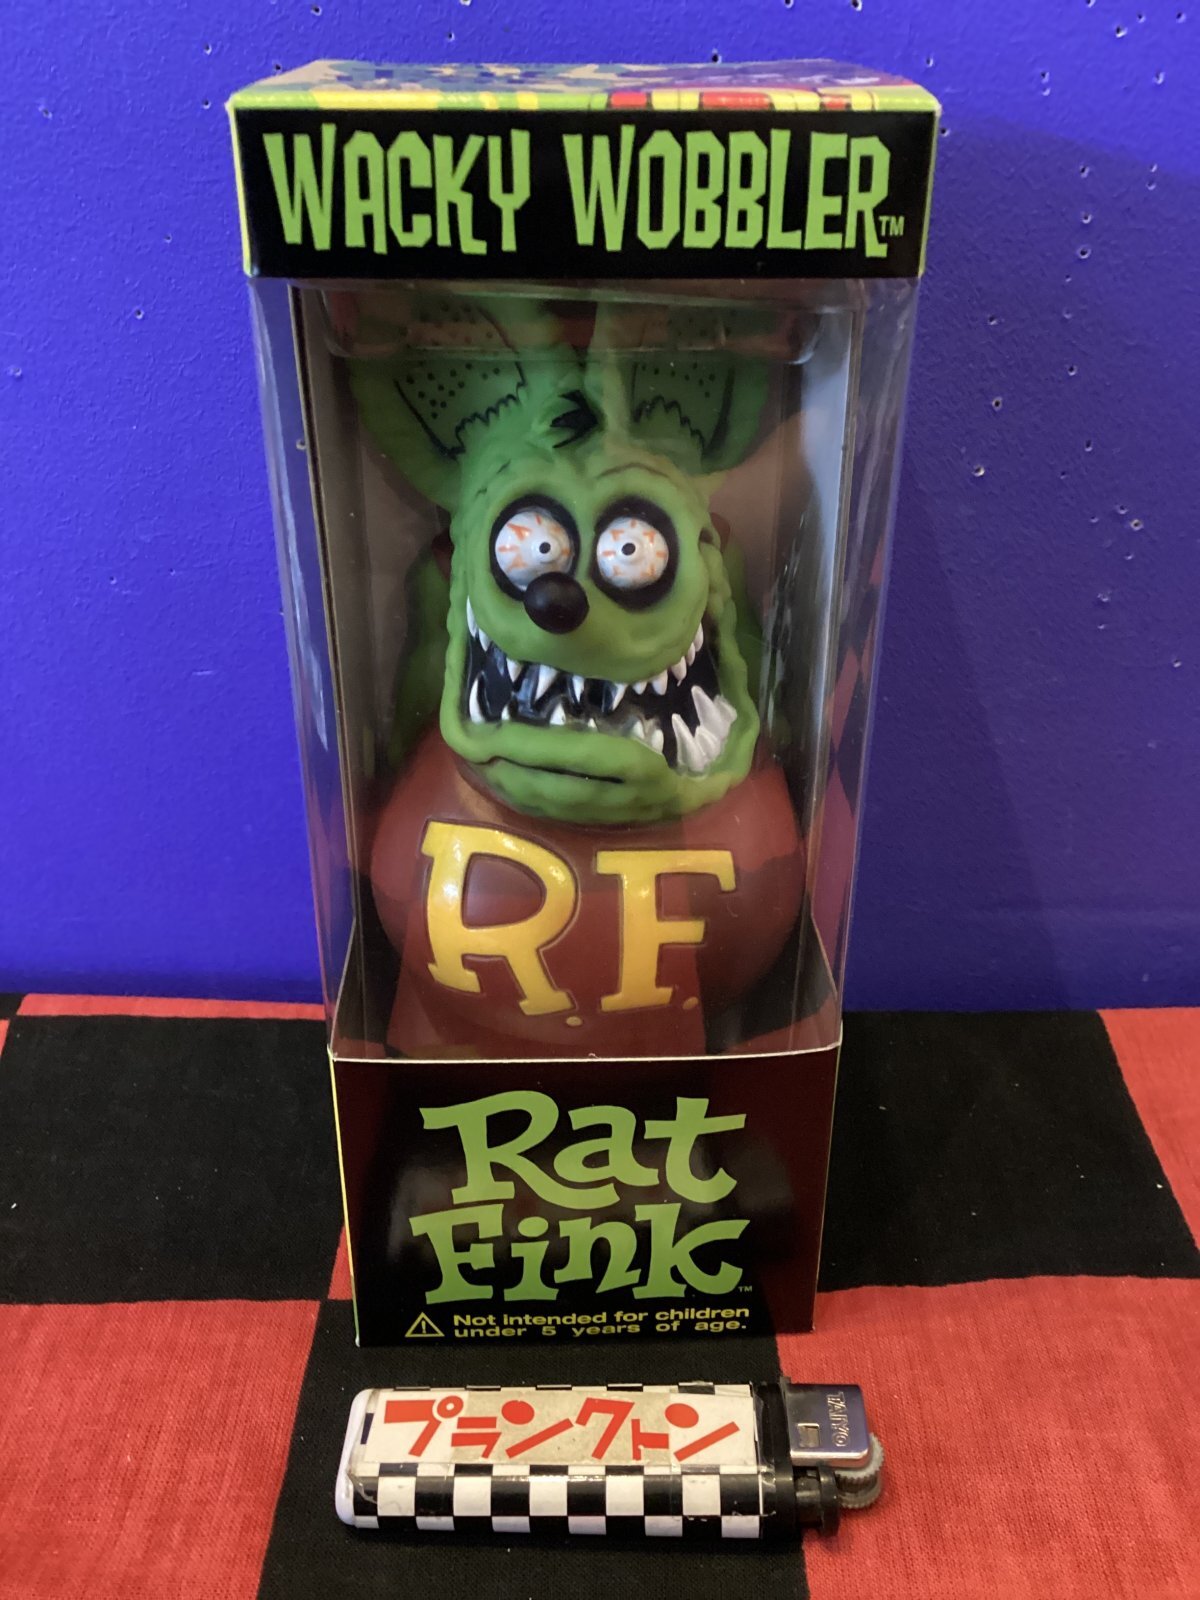 WACKY WOBBLER™
R.F.
Rat
Fink™
Not intended for children
under 5 years of age.
プランクトン